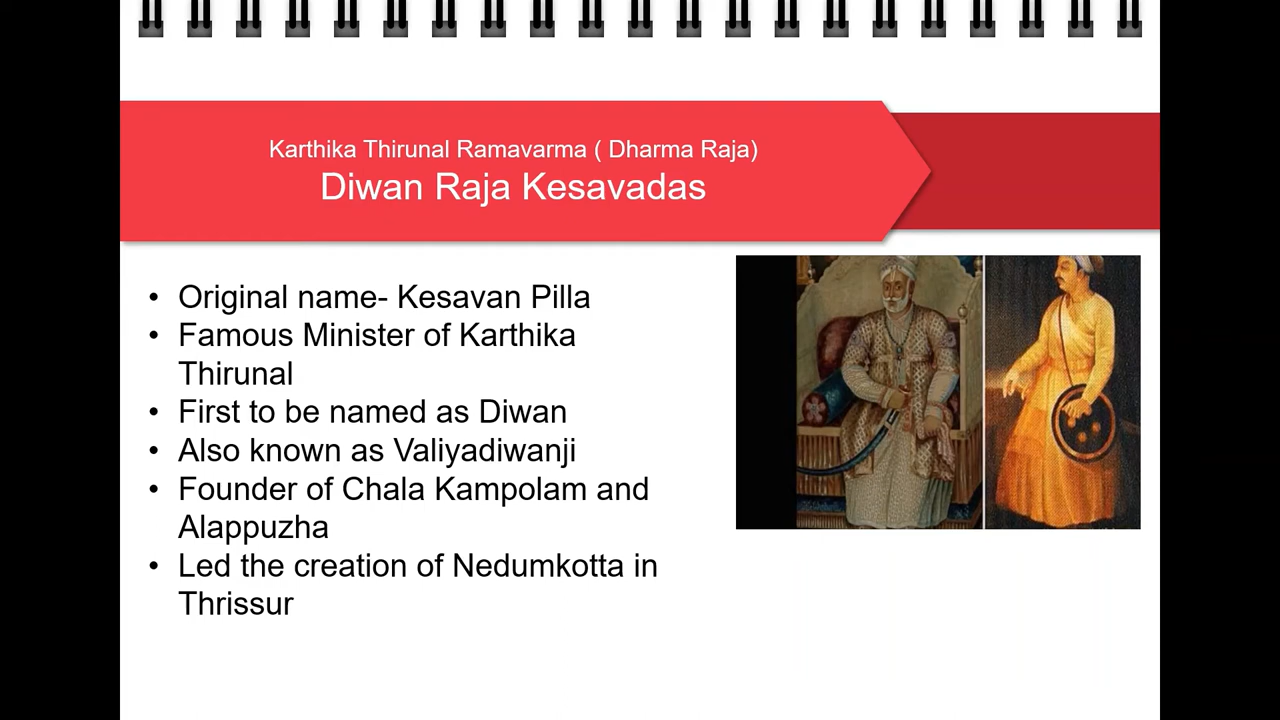 Karthika Thirunal Ramavarma ( Dharma Raja)
Diwan Raja Kesavadas
• Original name- Kesavan Pilla
• Famous Minister of Karthika
Thirunal
• First to be named as Diwan
• Also known as Valiyadiwanji
• Founder of Chala Kampolam and
Alappuzha
• Led the creation of Nedumkotta in
Thrissur